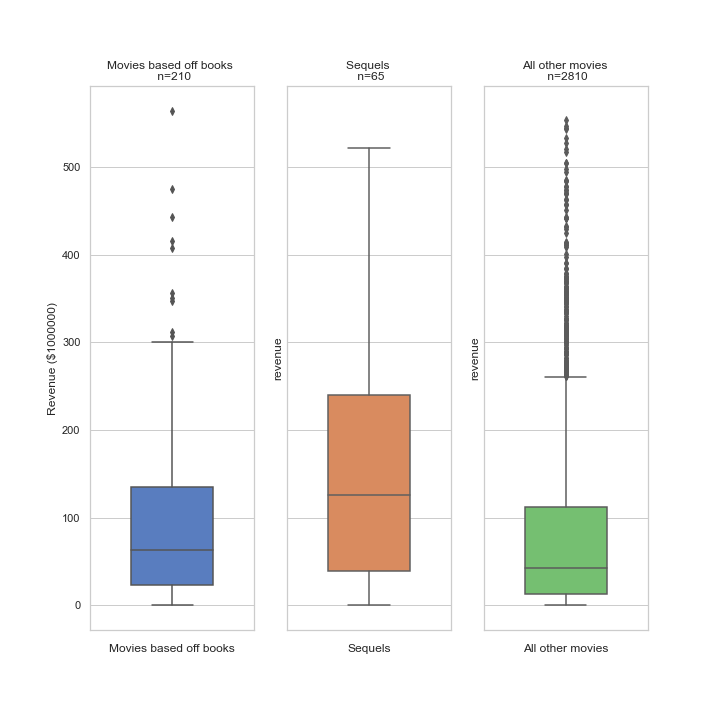 Movies based off books
n=210
Sequels
n=65
All other movies
n=2810
Revenue ($1000000)
500
400
300
200
100
0
revenue
revenue
Movies based off books
Sequels
All other movies